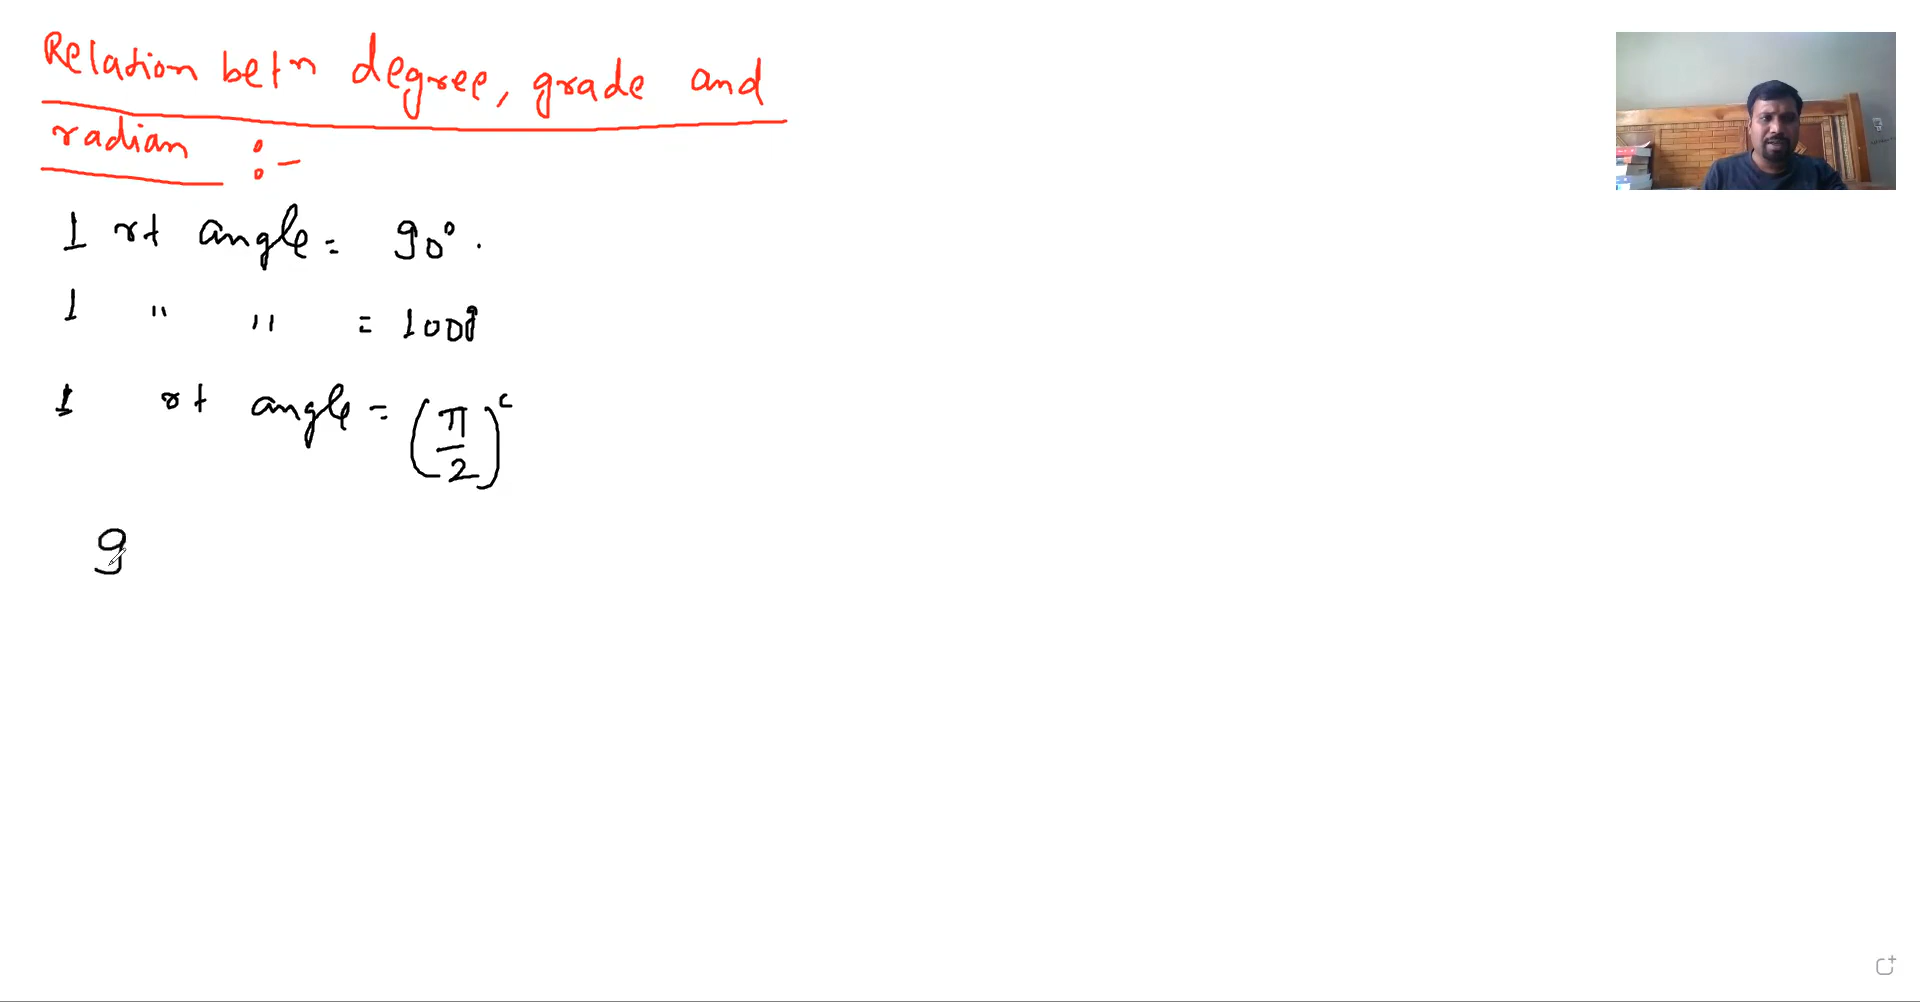 Relation betn degree, grade and
radian :-
1 rt angle = 90°.
1 " " = 100g
1 rt angle = (π/2)^c
9